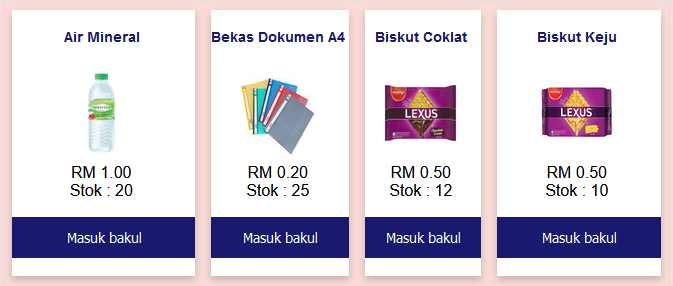 Air Mineral
RM 1.00
Stok : 20
Masuk bakul
Bekas Dokumen A4
RM 0.20
Stok : 25
Masuk bakul
Biskut Coklat
LEXUS
RM 0.50
Stok : 12
Masuk bakul
Biskut Keju
LEXUS
RM 0.50
Stok : 10
Masuk bakul